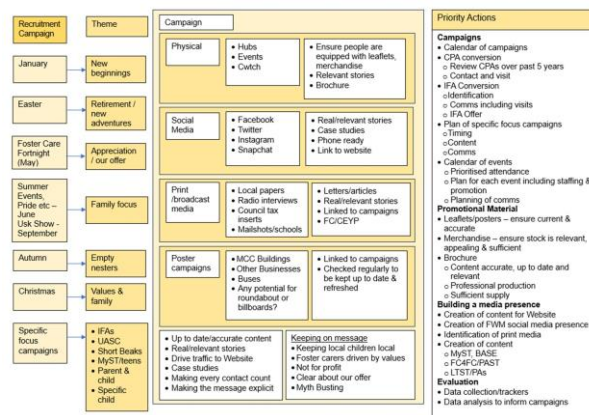 Recruitment
Campaign
Theme
January
New
beginnings
Easter
Retirement /
new
adventures
Foster Care
Fortnight
(May)
Appreciation
/ our offer
Summer
Events,
Pride etc –
June
Usk Show -
September
Family focus
Autumn
Empty
nesters
Christmas
Values &
family
Specific
focus
campaigns
• IFAs
• UASC
• Short Beaks
• MyST/teens
• Parent &
child
• Specific
child
Campaign
Physical
• Hubs
• Events
• Cwtch
• Ensure people are
equipped with leaflets,
merchandise
• Relevant stories
• Brochure
Social
Media
• Facebook
• Twitter
• Instagram
• Snapchat
• Real/relevant stories
• Case studies
• Phone ready
• Link to website
Print
/broadcast
media
• Local papers
• Radio interviews
• Council tax
inserts
• Mailshots/schools
• Letters/articles
• Real/relevant stories
• Linked to campaigns
• FC/CEYP
Poster
campaigns
• MCC Buildings
• Other Businesses
• Buses
• Any potential for
roundabout or
billboards?
• Linked to campaigns
• Checked regularly to
be kept up to date &
refreshed
• Up to date/accurate content
• Real/relevant stories
• Drive traffic to Website
• Case studies
• Making every contact count
• Making the message explicit
Keeping on message
• Keeping local children local
• Foster carers driven by values
• Not for profit
• Clear about our offer
• Myth Busting
Priority Actions
Campaigns
• Calendar of campaigns
• CPA conversion
o Review CPAs over past 5 years
o Contact and visit
• IFA Conversion
o Identification
o Comms including visits
o IFA Offer
• Plan of specific focus campaigns
o Timing
o Content
o Comms
• Calendar of events
o Prioritised attendance
o Plan for each event including staffing &
promotion
o Planning of comms
Promotional Material
• Leaflets/posters – ensure current &
accurate
• Merchandise – ensure stock is relevant,
appealing & sufficient
• Brochure
o Content accurate, up to date and
relevant
o Professional production
o Sufficient supply
Building a media presence
• Creation of content for Website
• Creation of FWM social media presence
• Identification of print media
• Creation of content
o MyST, BASE
o FC4FC/PAST
o LTST/PAs
Evaluation
• Data collection/trackers
• Data analysis to inform campaigns